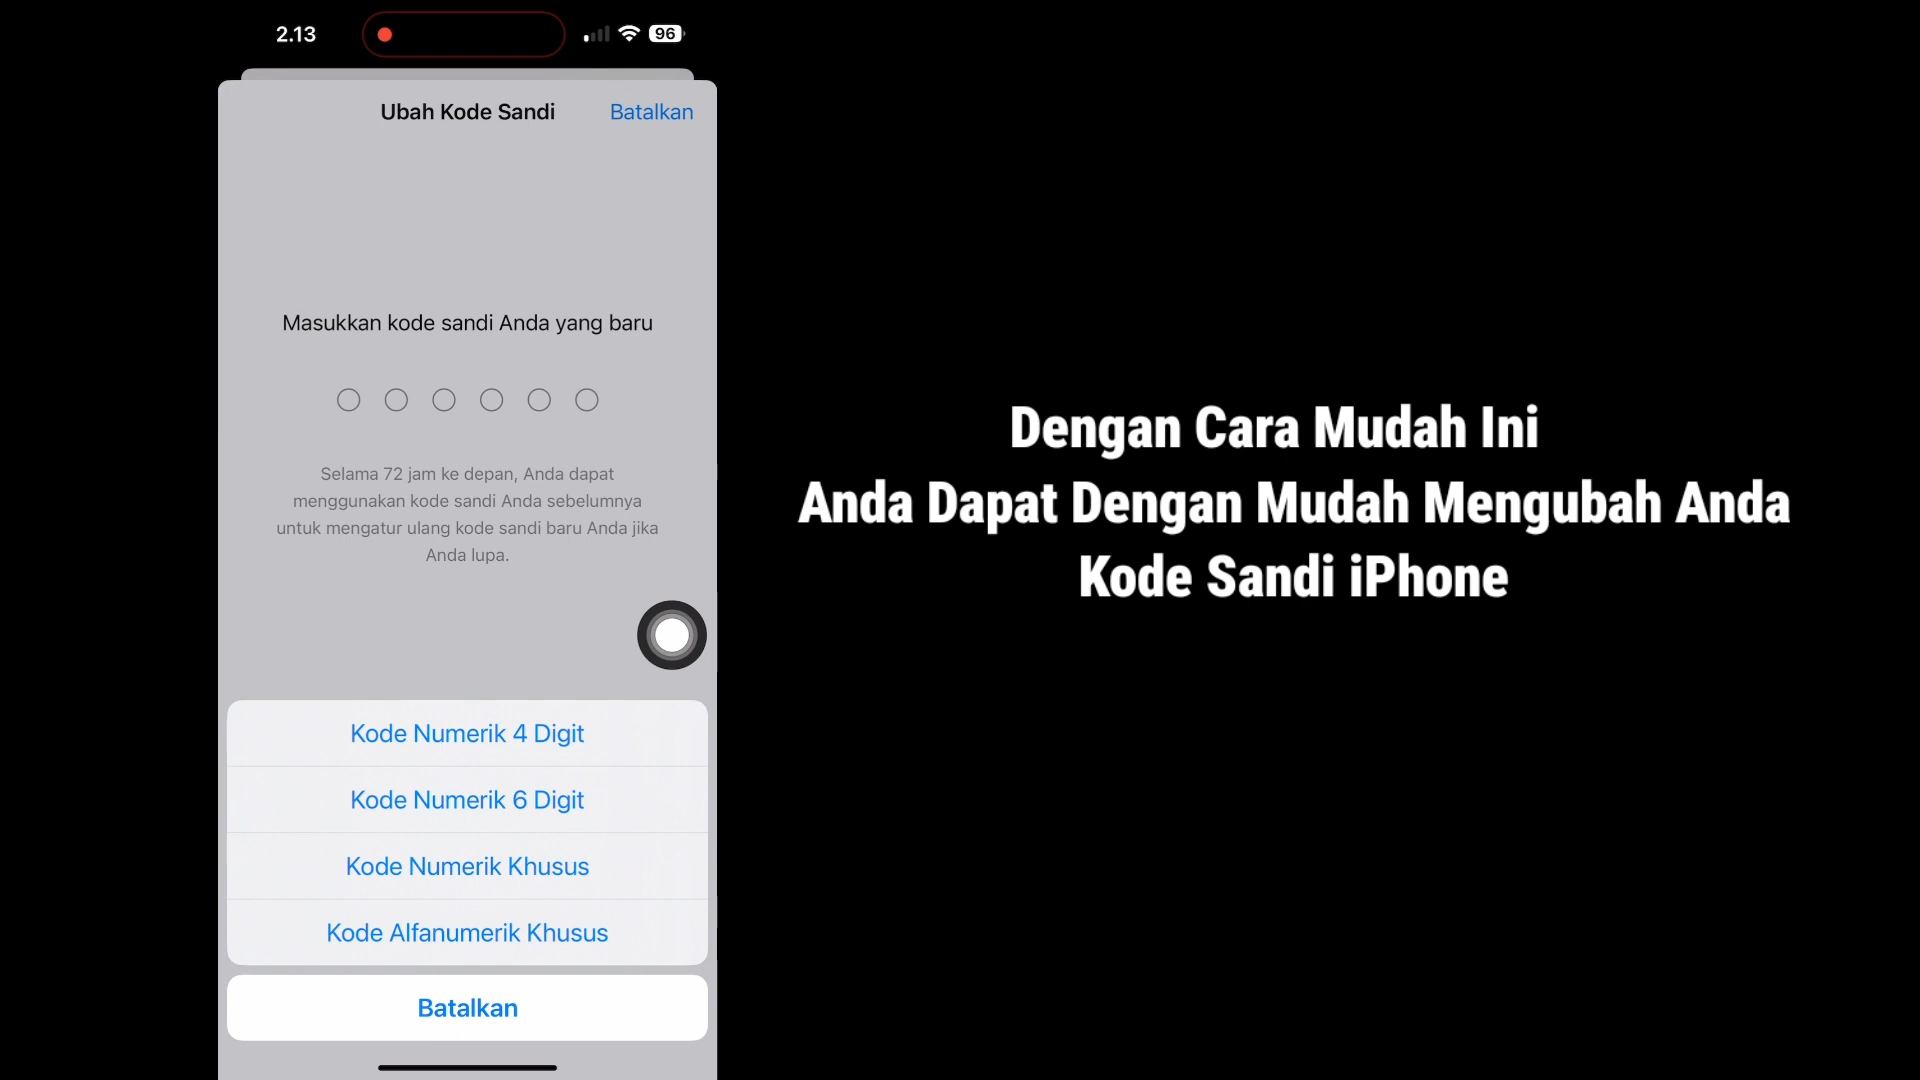 2.13
96
Ubah Kode Sandi
Batalkan
Masukkan kode sandi Anda yang baru
Selama 72 jam ke depan, Anda dapat
menggunakan kode sandi Anda sebelumnya
untuk mengatur ulang kode sandi baru Anda jika
Anda lupa.
Kode Numerik 4 Digit
Kode Numerik 6 Digit
Kode Numerik Khusus
Kode Alfanumerik Khusus
Batalkan
Dengan Cara Mudah Ini
Anda Dapat Dengan Mudah Mengubah Anda
Kode Sandi iPhone